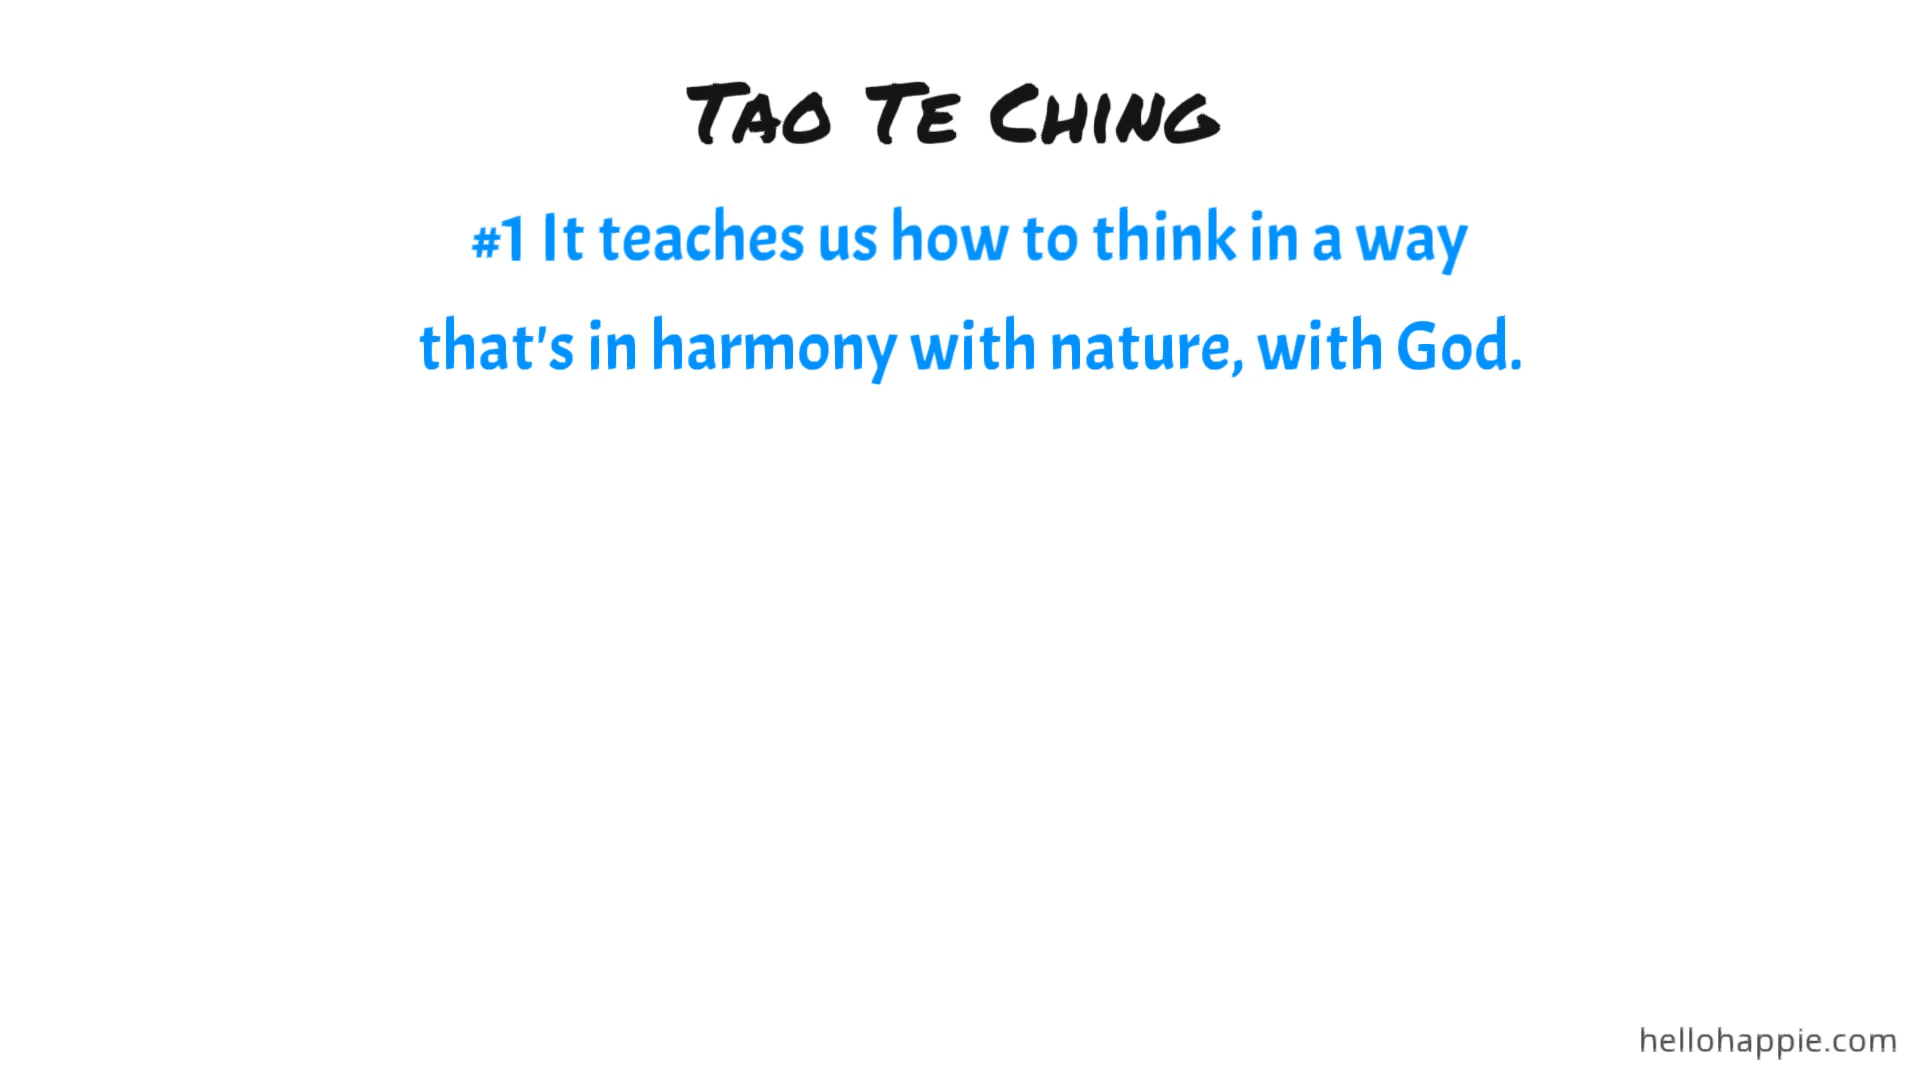 Tao Te Ching
#1 It teaches us how to think in a way
that's in harmony with nature, with God.
hellohappie.com